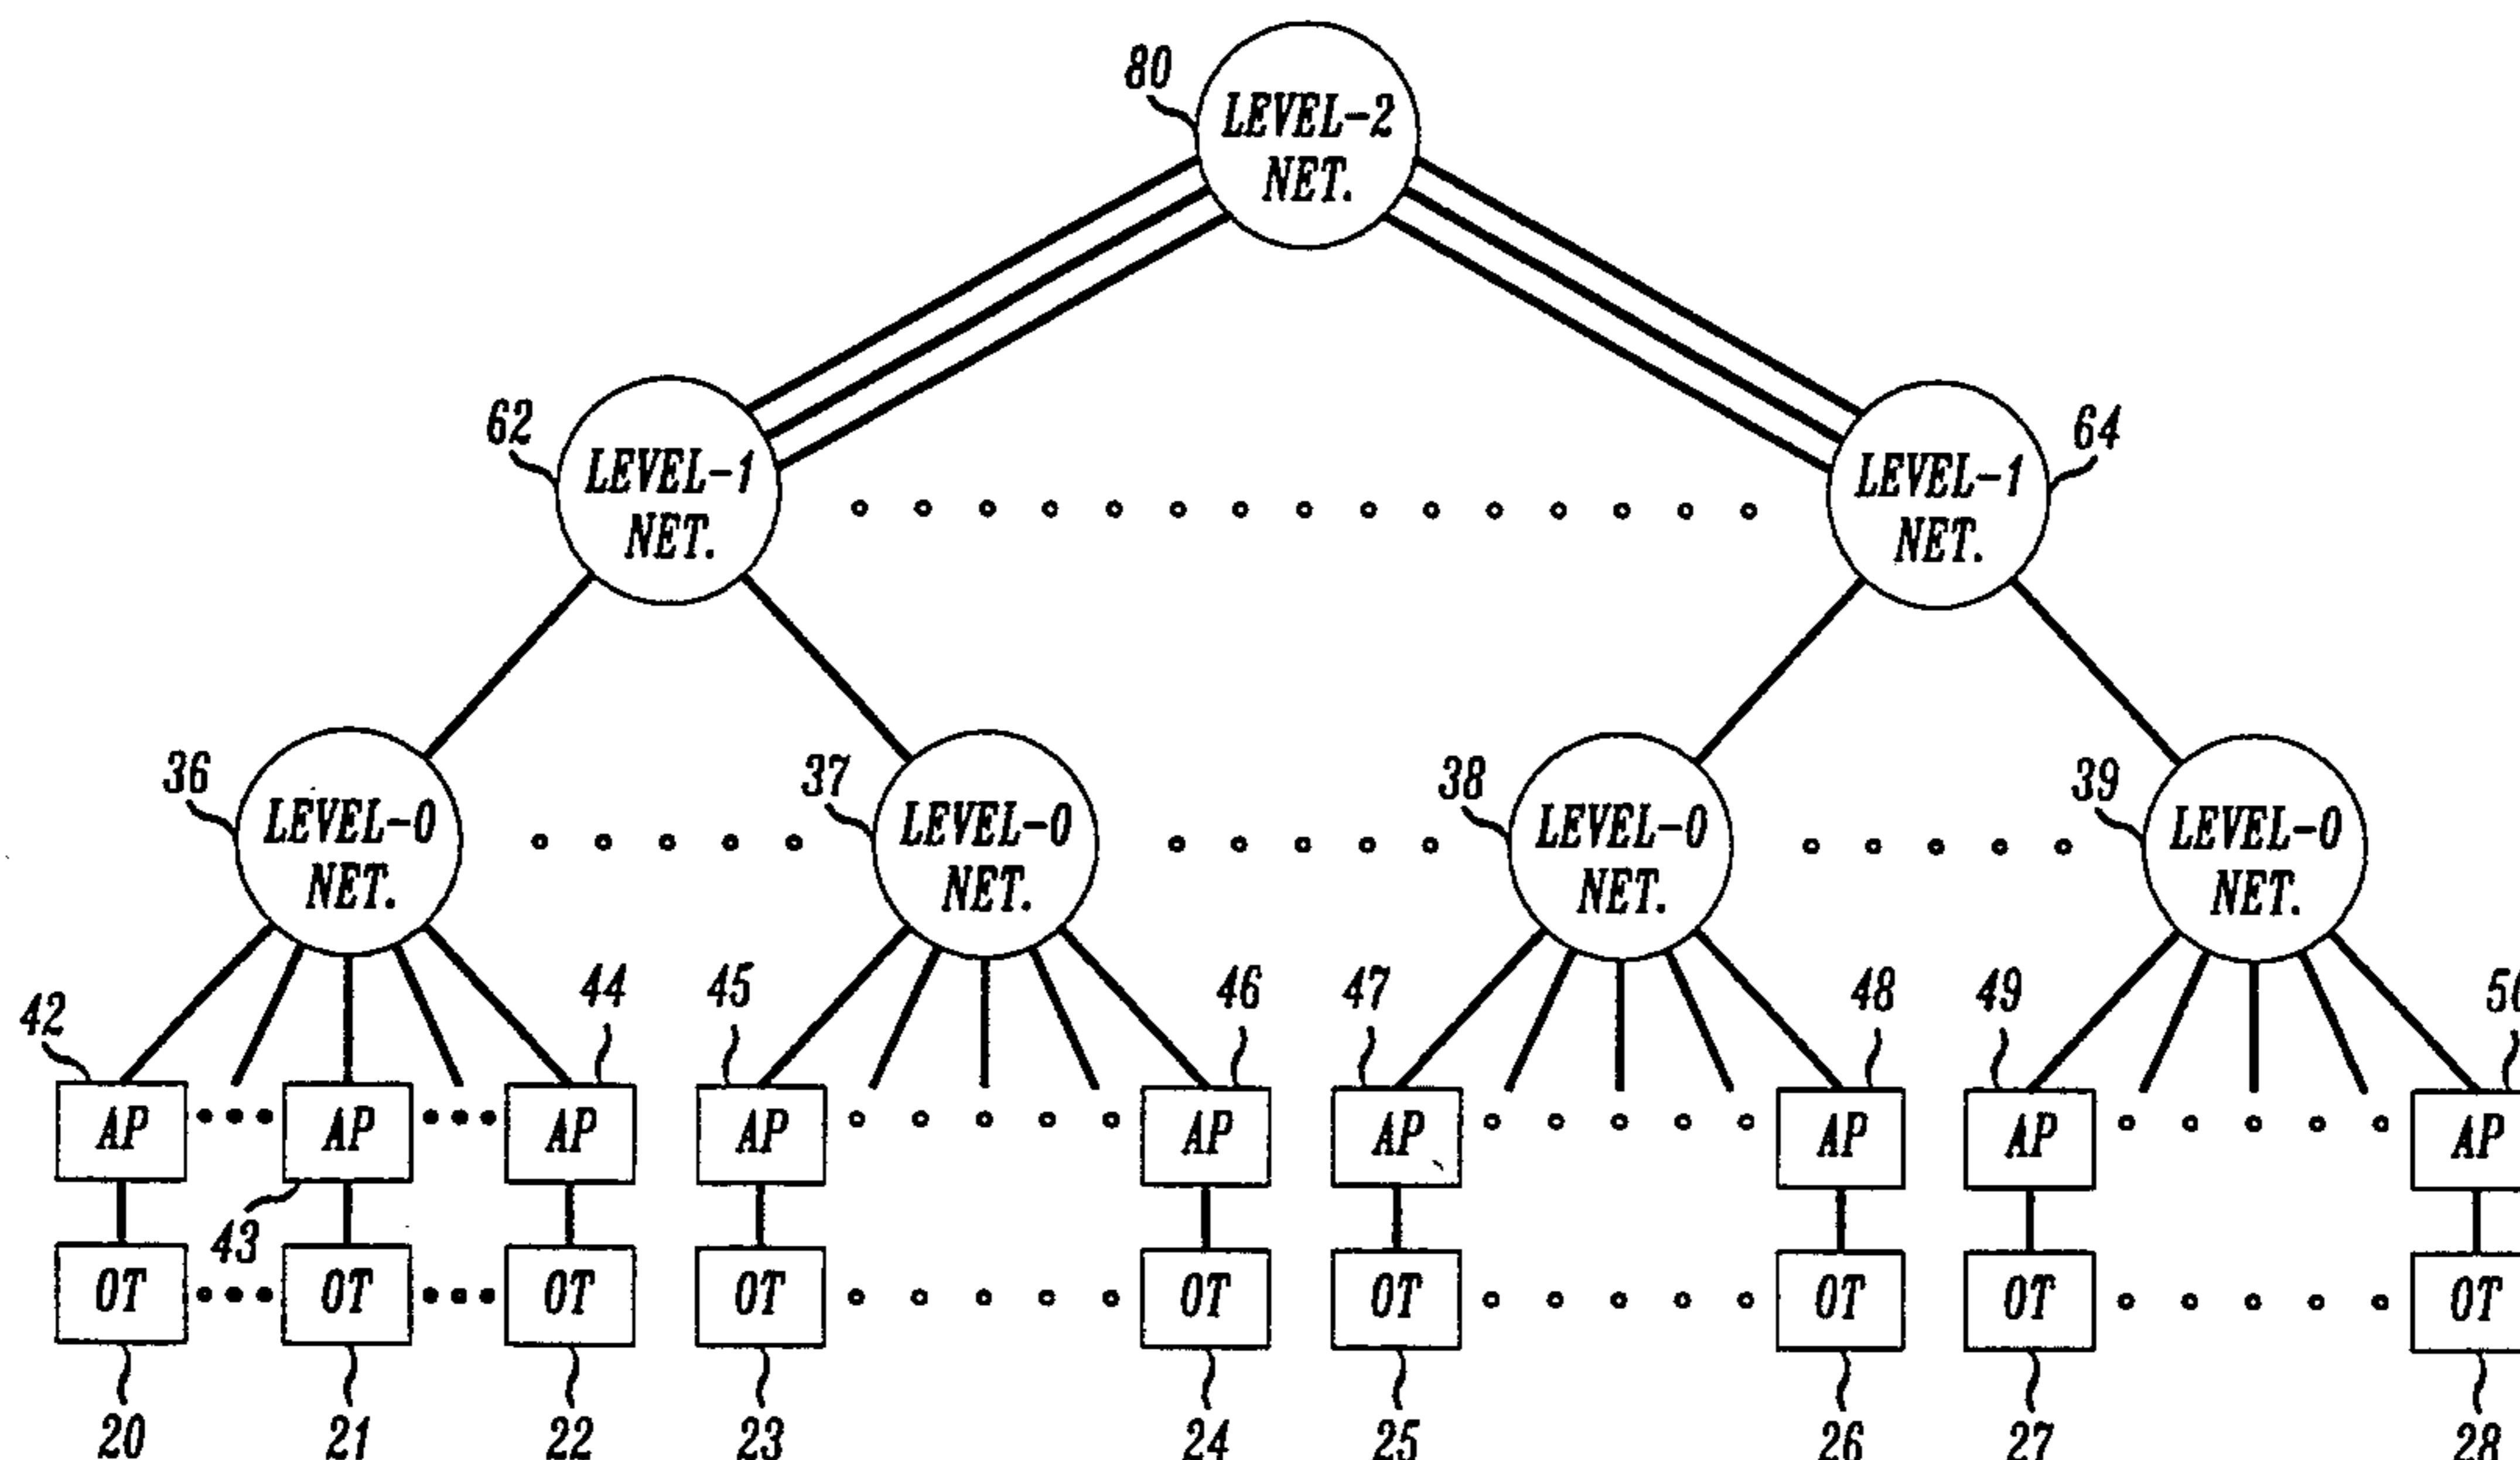 80
LEVEL-2
NET.
62
LEVEL-1
NET.
LEVEL-1
NET.
64
36
LEVEL-0
NET.
37
LEVEL-0
NET.
38
LEVEL-0
NET.
39
LEVEL-0
NET.
42
44
45
46
47
48
49
AP
AP
AP
AP
AP
AP
AP
AP
AP
43
OT
OT
OT
OT
OT
OT
OT
OT
OT
20
21
22
23
24
25
26
27
28